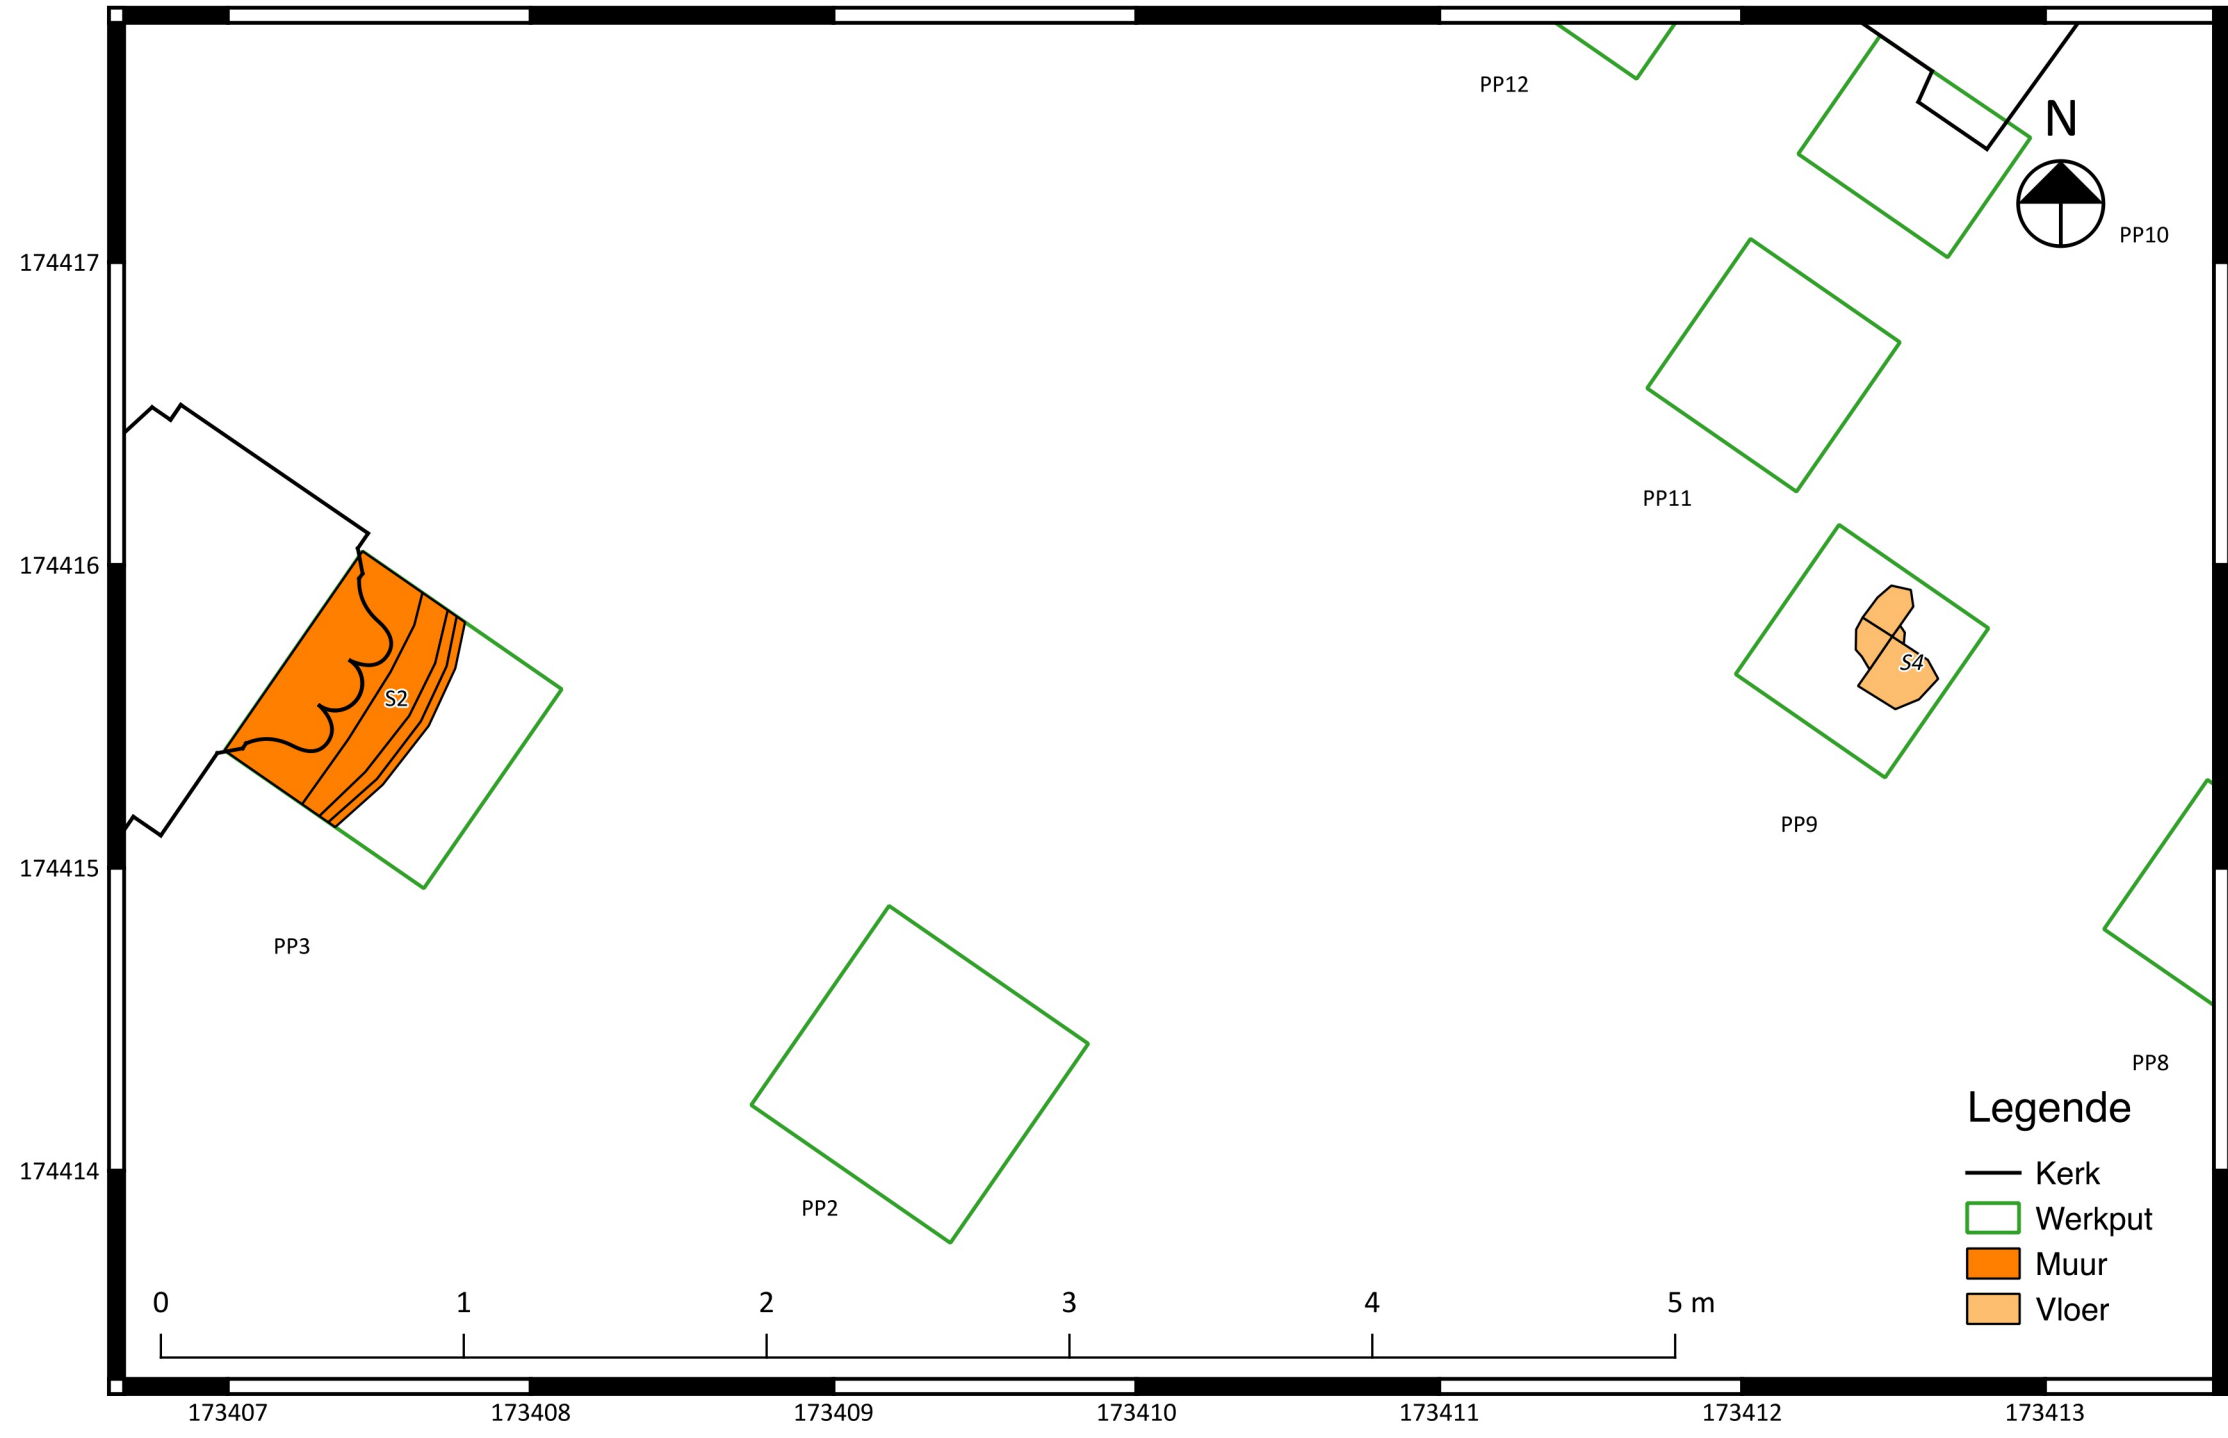 PP12
N
PP10
174417
PP11
174416
S4
S2
PP9
174415
PP3
PP8
Legende
174414
Kerk
PP2
Werkput
Muur
Vloer
0 1 2 3 4 5 m
173407 173408 173409 173410 173411 173412 173413